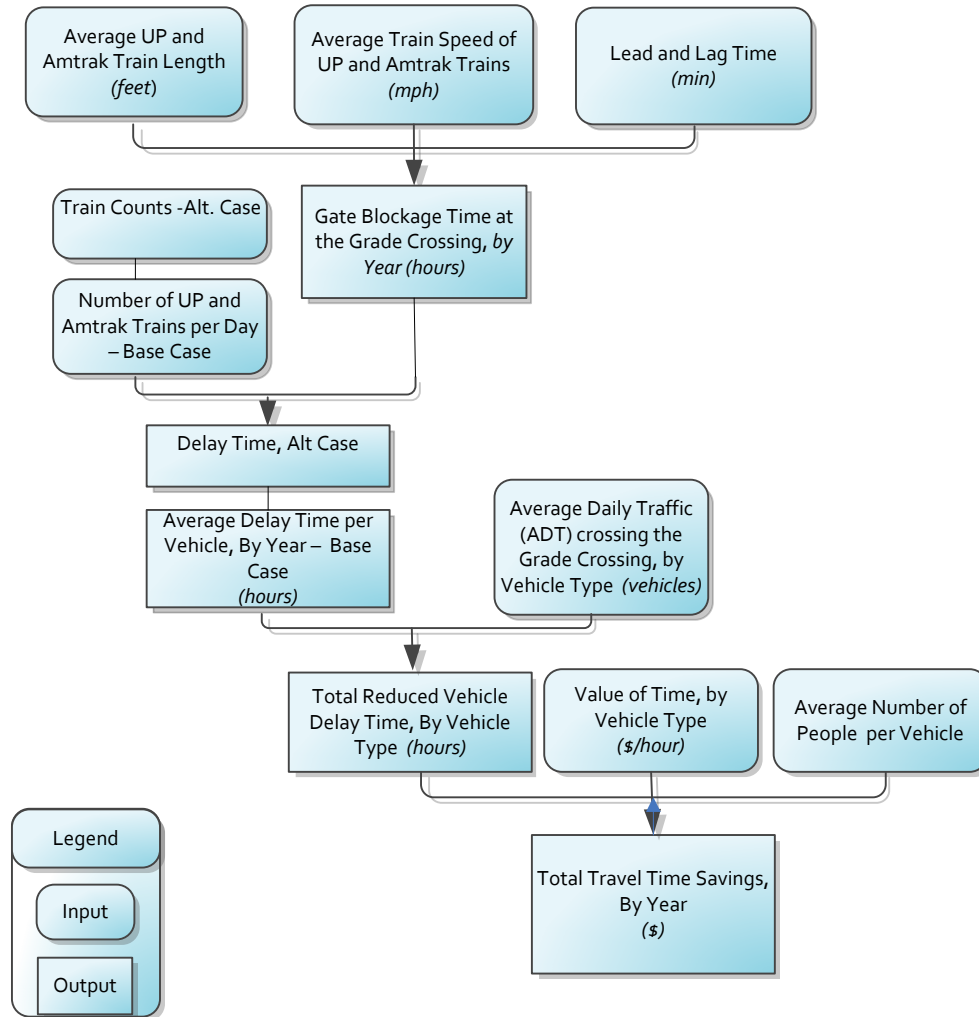 Average UP and
Amtrak Train Length
(feet)
Average Train Speed of
UP and Amtrak Trains
(mph)
Lead and Lag Time
(min)
Train Counts -Alt. Case
Gate Blockage Time at
the Grade Crossing, by
Year (hours)
Number of UP and
Amtrak Trains per Day
– Base Case
Delay Time, Alt Case
Average Delay Time per
Vehicle, By Year – Base
Case
(hours)
Average Daily Traffic
(ADT) crossing the
Grade Crossing, by
Vehicle Type (vehicles)
Total Reduced Vehicle
Delay Time, By Vehicle
Type (hours)
Value of Time, by
Vehicle Type
($/hour)
Average Number of
People per Vehicle
Legend
Input
Output
Total Travel Time Savings,
By Year
($)